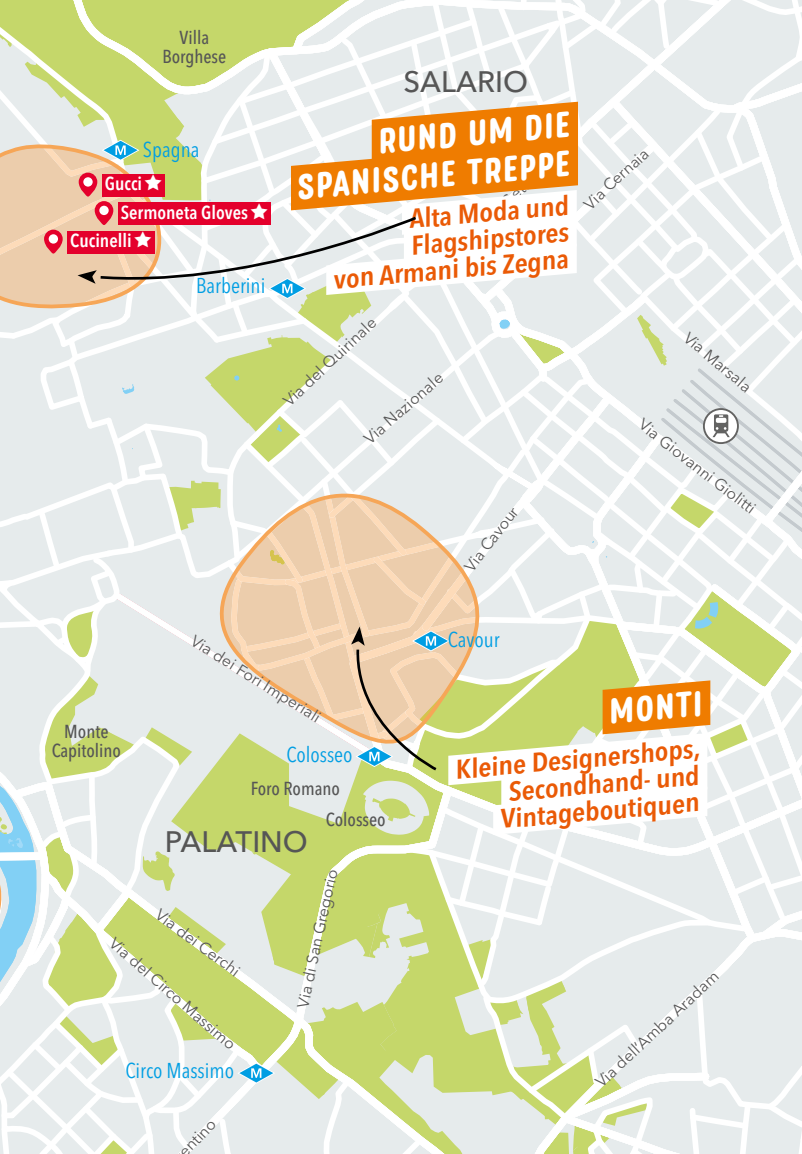 Villa
Borghese
SALARIO
RUND UM DIE
SPANISCHE TREPPE
Alta Moda und
Flagshipstores
von Armani bis Zegna
Spagna
Gucci
Sermoneta Gloves
Cucinelli
Via Cernaia
Barberini
Via del Quirinale
Via Nazionale
Via Marsala
Via Giovanni Giolitti
Via Cavour
Cavour
Via dei Fori Imperiali
MONTI
Kleine Designershops,
Secondhand- und
Vintageboutiquen
Monte
Capitolino
Colosseo
Foro Romano
Colosseo
PALATINO
Via di San Gregorio
Via dei Cerchi
Via del Circo Massimo
Via dell'Amba Aradam
Circo Massimo
entino
M
M
M
M
M